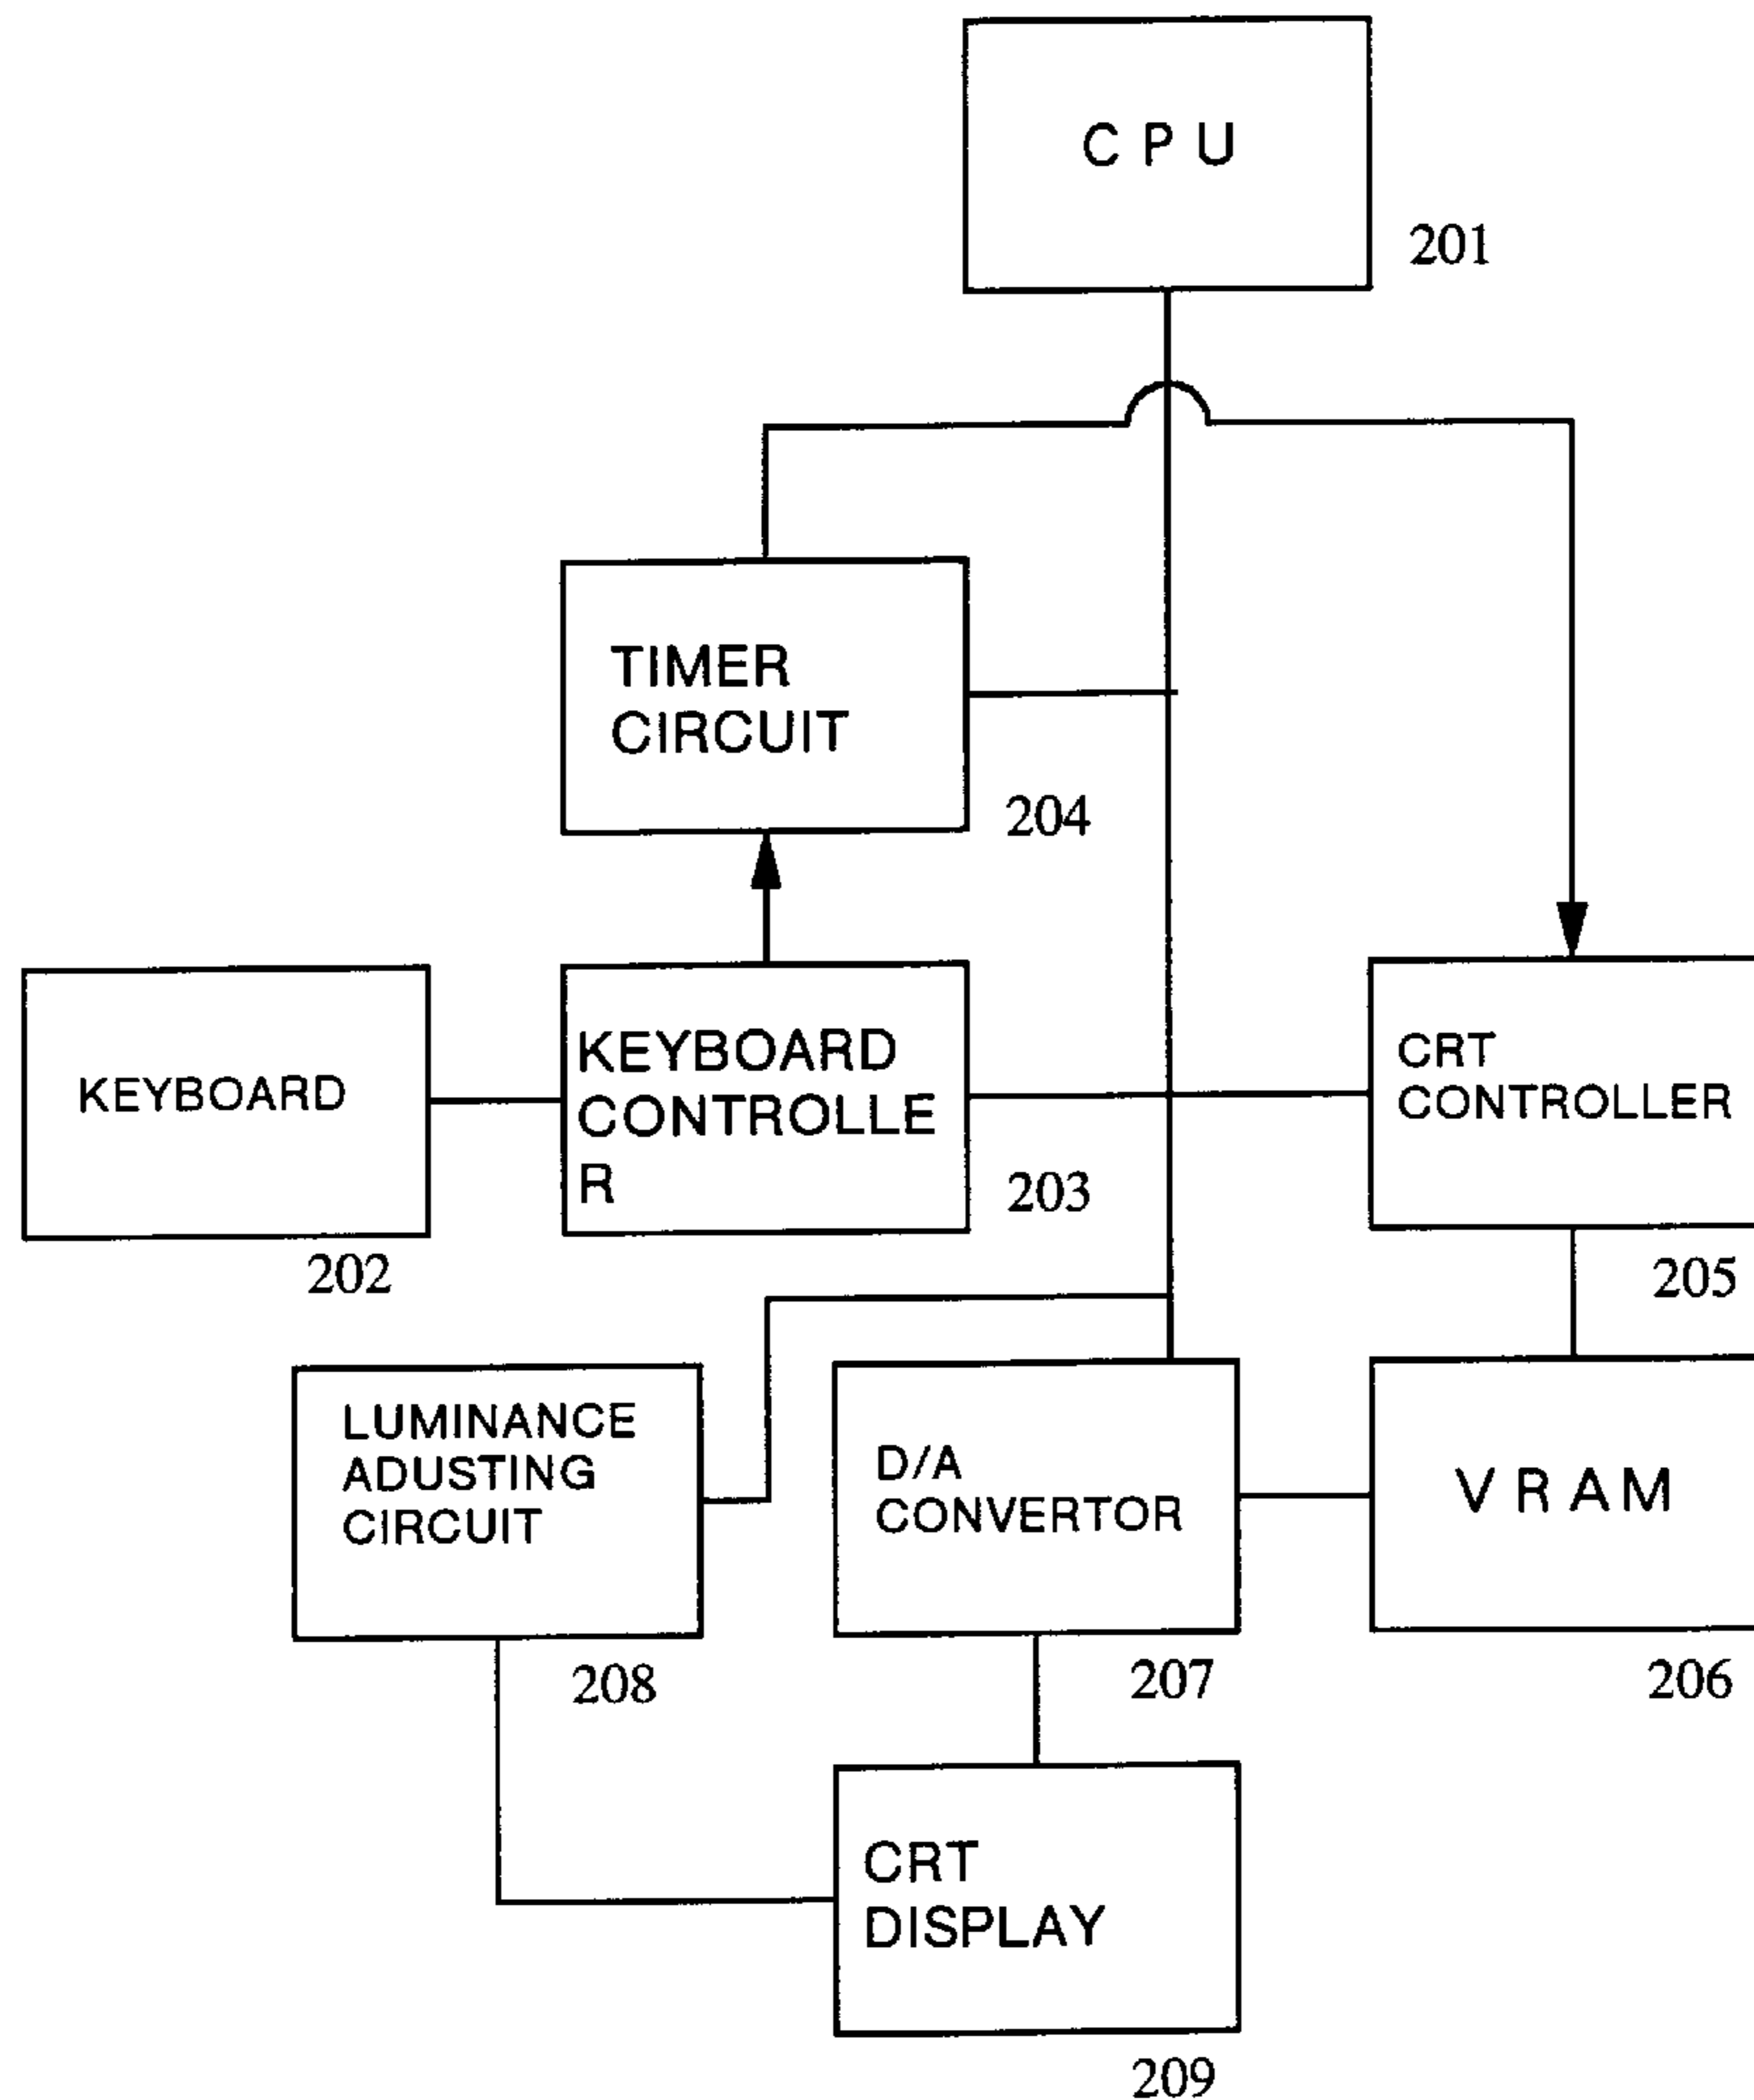 C P U
201
TIMER
CIRCUIT
204
KEYBOARD
202
KEYBOARD
CONTROLLE
R
203
CRT
CONTROLLER
205
LUMINANCE
ADUSTING
CIRCUIT
208
D/A
CONVERTOR
207
V R A M
206
CRT
DISPLAY
209